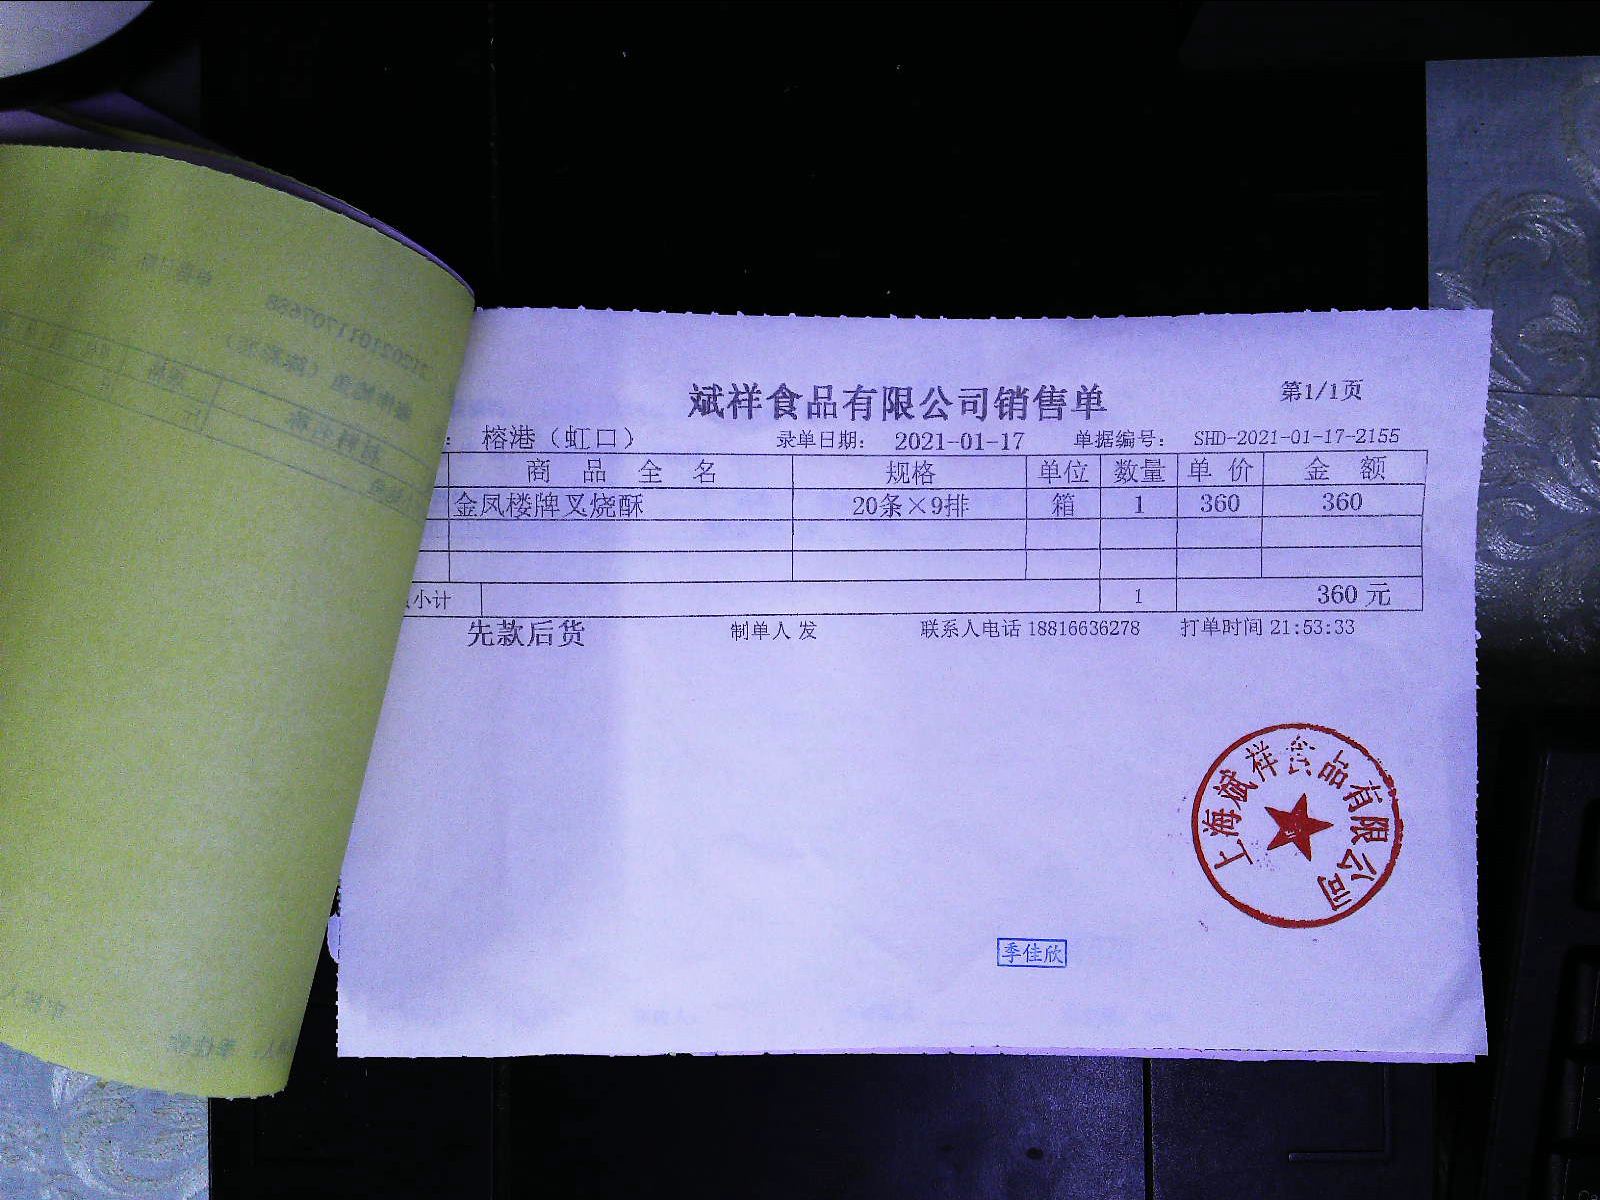 斌祥食品有限公司销售单
第1/1页
： 榕港（虹口） 录单日期： 2021-01-17 单据编号： SHD-2021-01-17-2155
商 品 全 名 规格 单位 数量 单 价 金 额
金凤楼牌叉烧酥 20条×9排 箱 1 360 360
小计 1 360 元
先款后货 制单人 发 联系人电话 18816636278 打单时间 21:53:33
上海斌祥食品有限公司
季佳欣